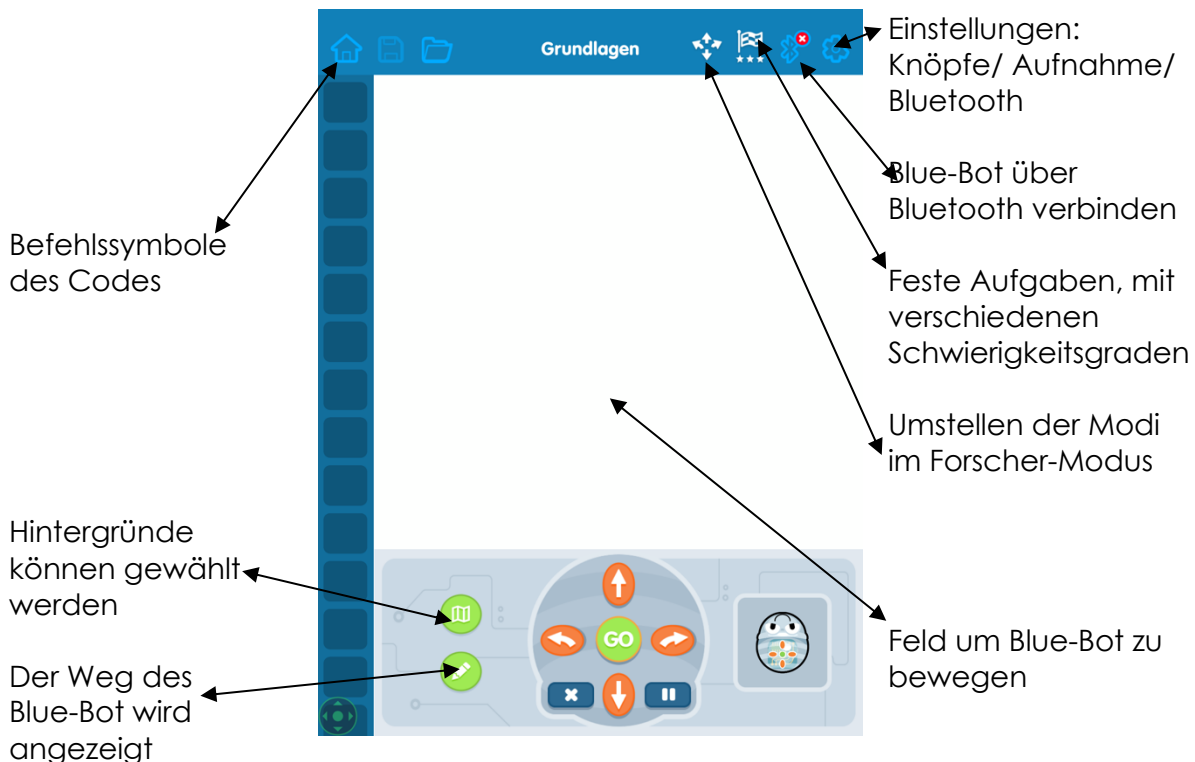 Grundlagen
Einstellungen:
Knöpfe/ Aufnahme/
Bluetooth
Blue-Bot über
Bluetooth verbinden
Befehlssymbole
des Codes
Feste Aufgaben, mit
verschiedenen
Schwierigkeitsgraden
Umstellen der Modi
im Forscher-Modus
Hintergründe
können gewählt
werden
GO
Feld um Blue-Bot zu
bewegen
Der Weg des
Blue-Bot wird
angezeigt